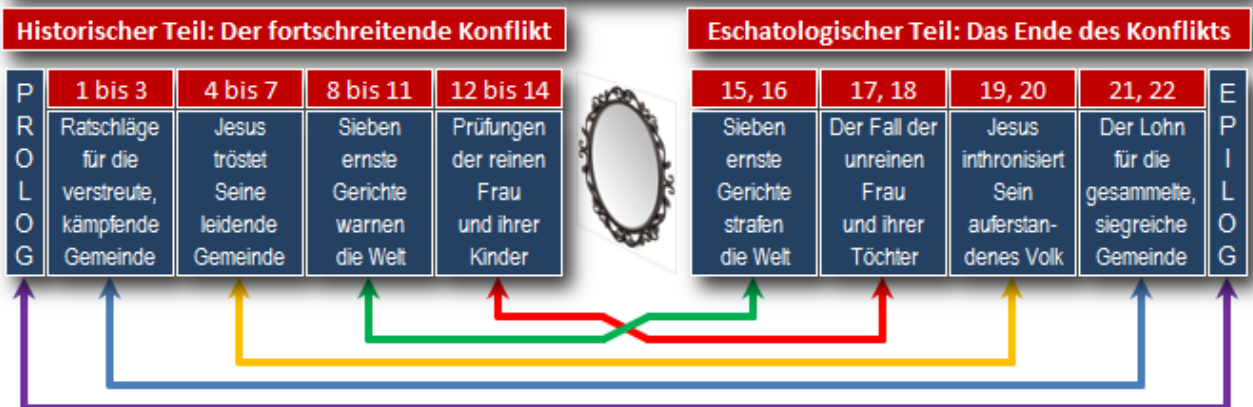 Historischer Teil: Der fortschreitende Konflikt
Eschatologischer Teil: Das Ende des Konflikts
PROLOG
1 bis 3
Ratschläge
für die
verstreute,
kämpfende
Gemeinde
4 bis 7
Jesus
tröstet
Seine
leidende
Gemeinde
8 bis 11
Sieben
ernste
Gerichte
warnen
die Welt
12 bis 14
Prüfungen
der reinen
Frau
und ihrer
Kinder
15, 16
Sieben
ernste
Gerichte
strafen
die Welt
17, 18
Der Fall der
unreinen
Frau
und ihrer
Töchter
19, 20
Jesus
inthronisiert
Sein
auferstan-
denes Volk
21, 22
Der Lohn
für die
gesammelte,
siegreiche
Gemeinde
EPILOG